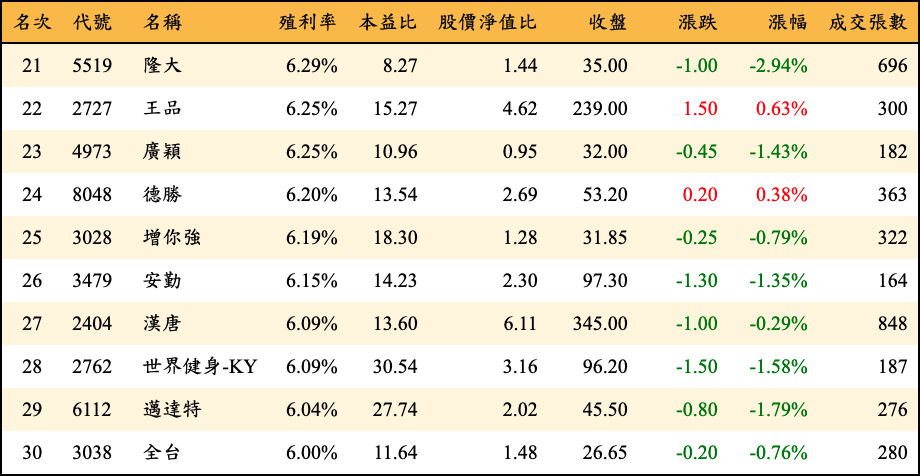 名次 代號 名稱 殖利率 本益比 股價淨值比 收盤 漲跌 漲幅 成交張數
21 5519 隆大 6.29% 8.27 1.44 35.00 -1.00 -2.94% 696
22 2727 王品 6.25% 15.27 4.62 239.00 1.50 0.63% 300
23 4973 廣穎 6.25% 10.96 0.95 32.00 -0.45 -1.43% 182
24 8048 德勝 6.20% 13.54 2.69 53.20 0.20 0.38% 363
25 3028 增你強 6.19% 18.30 1.28 31.85 -0.25 -0.79% 322
26 3479 安勤 6.15% 14.23 2.30 97.30 -1.30 -1.35% 164
27 2404 漢唐 6.09% 13.60 6.11 345.00 -1.00 -0.29% 848
28 2762 世界健身-KY 6.09% 30.54 3.16 96.20 -1.50 -1.58% 187
29 6112 邁達特 6.04% 27.74 2.02 45.50 -0.80 -1.79% 276
30 3038 全台 6.00% 11.64 1.48 26.65 -0.20 -0.76% 280